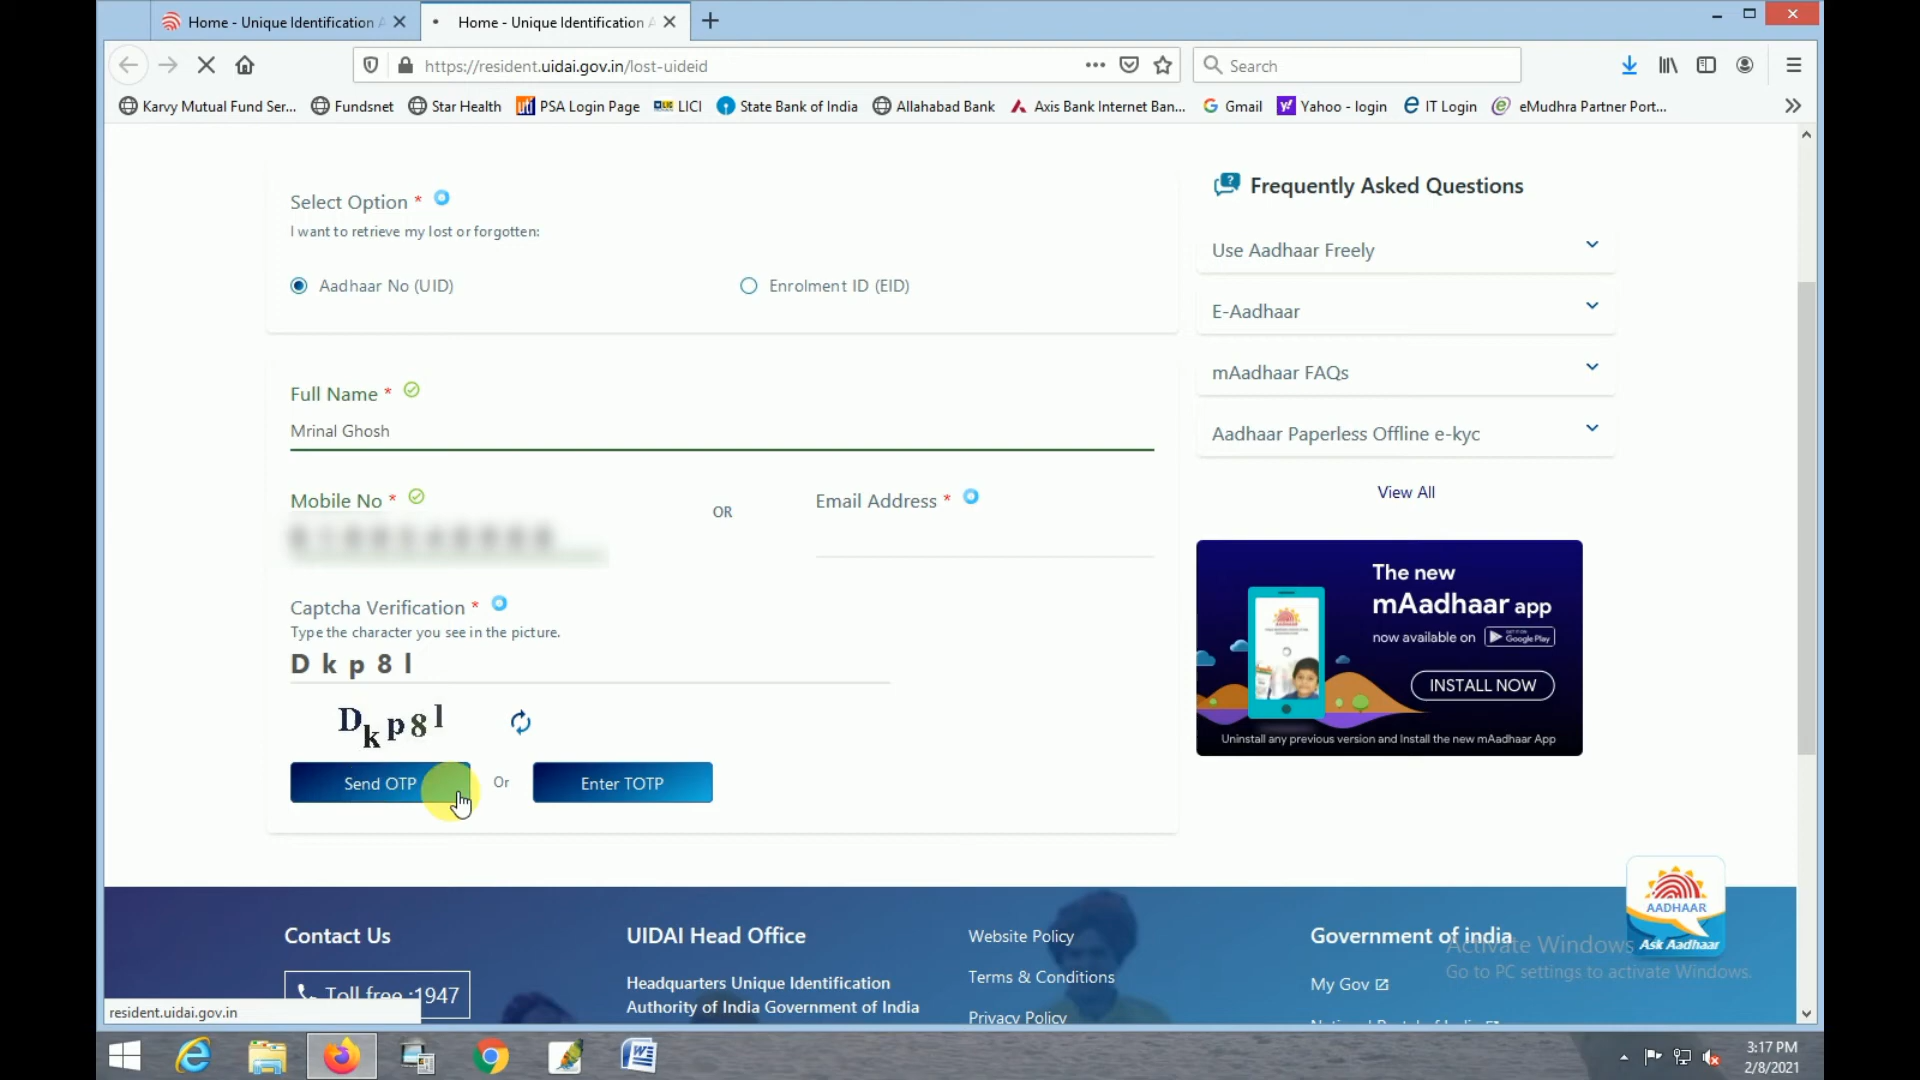 Home - Unique Identification A
Home - Unique Identification A
https://resident.uidai.gov.in/lost-uideid
Search
Karvy Mutual Fund Ser...
Fundsnet
Star Health
uti PSA Login Page
LIC LICI
State Bank of India
Allahabad Bank
Axis Bank Internet Ban...
Gmail
Yahoo - login
IT Login
eMudhra Partner Port...
Select Option *
I want to retrieve my lost or forgotten:
Aadhaar No (UID)
Enrolment ID (EID)
Full Name *
Mrinal Ghosh
Mobile No *
OR
Email Address *
Captcha Verification *
Type the character you see in the picture.
Dkp8l
Dkp8l
Send OTP
Or
Enter TOTP
Frequently Asked Questions
Use Aadhaar Freely
E-Aadhaar
mAadhaar FAQs
Aadhaar Paperless Offline e-kyc
View All
The new
mAadhaar app
now available on
GET IT ON
Google Play
INSTALL NOW
Uninstall any previous version and Install the new mAadhaar App
Contact Us
Toll free :1947
UIDAI Head Office
Headquarters Unique Identification
Authority of India Government of India
Website Policy
Terms & Conditions
Privacy Policy
Government of india
My Gov
AADHAAR
Ask Aadhaar
Activate Windows
Go to PC settings to activate Windows.
resident.uidai.gov.in
3:17 PM
2/8/2021